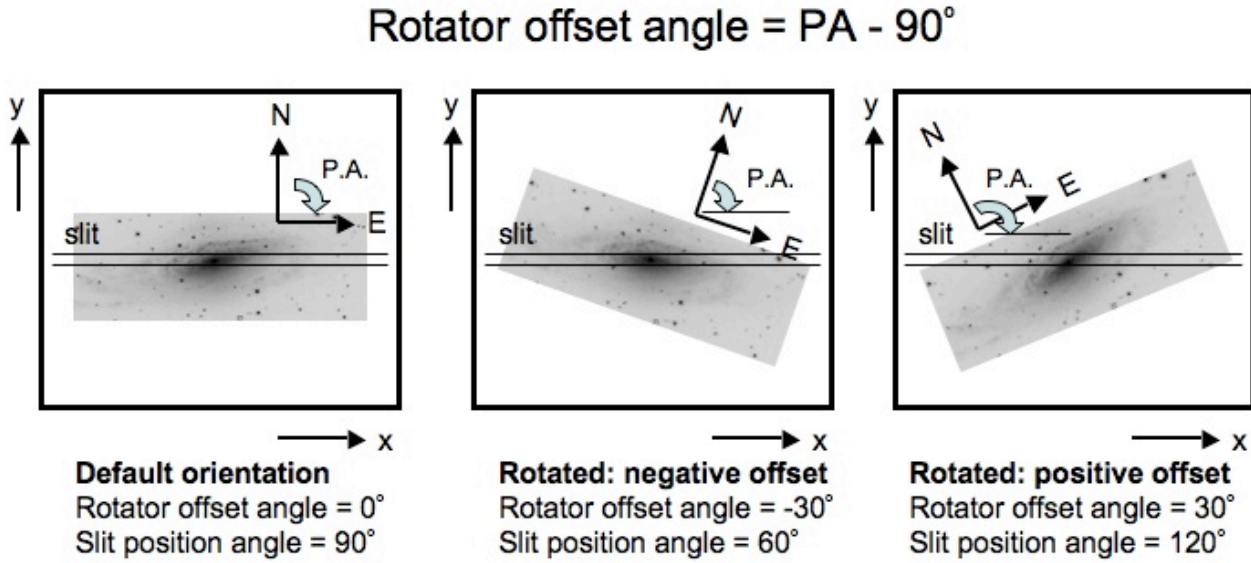 Rotator offset angle = PA - 90°
y
N
P.A.
E
slit
x
Default orientation
Rotator offset angle = 0°
Slit position angle = 90°
y
N
P.A.
E
slit
x
Rotated: negative offset
Rotator offset angle = -30°
Slit position angle = 60°
y
N
P.A.
E
slit
x
Rotated: positive offset
Rotator offset angle = 30°
Slit position angle = 120°